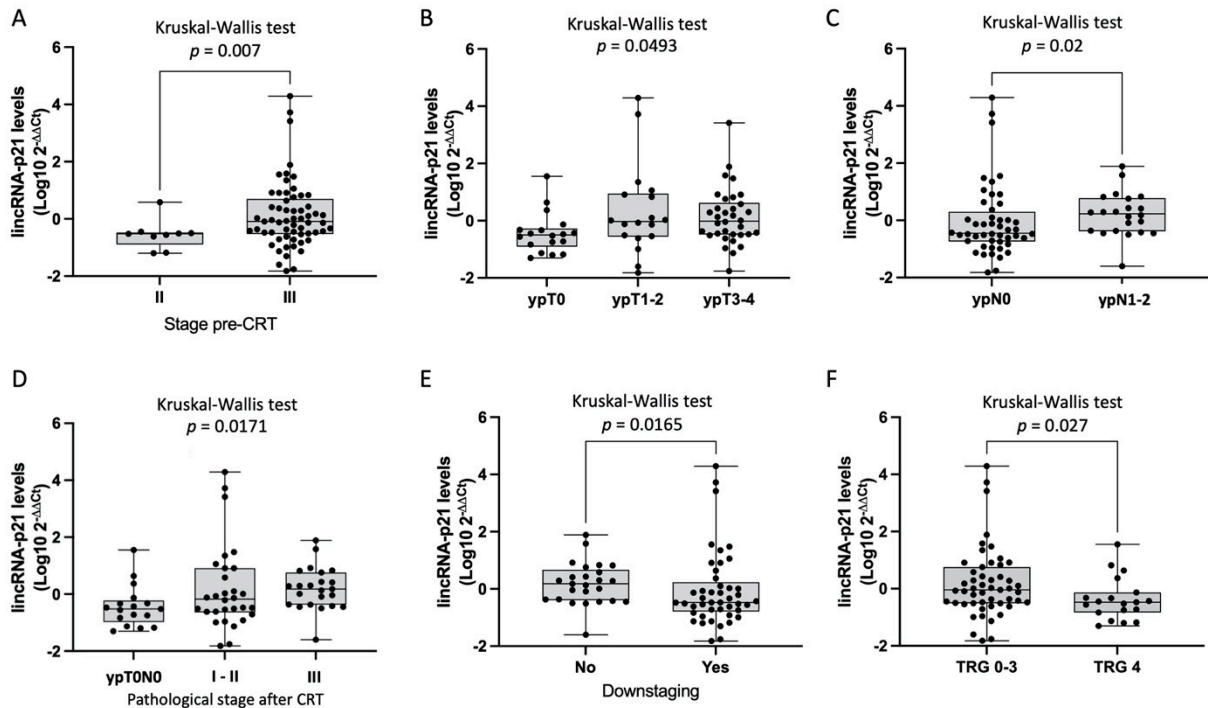 A
Kruskal-Wallis test
p = 0.007
lincRNA-p21 levels
(Log10 2-ΔΔCt)
6
4
2
0
-2
II
III
Stage pre-CRT
B
Kruskal-Wallis test
p = 0.0493
lincRNA-p21 levels
(Log10 2-ΔΔCt)
6
4
2
0
-2
ypT0
ypT1-2
ypT3-4
C
Kruskal-Wallis test
p = 0.02
lincRNA-p21 levels
(Log10 2-ΔΔCt)
6
4
2
0
-2
ypN0
ypN1-2
D
Kruskal-Wallis test
p = 0.0171
lincRNA-p21 levels
(Log10 2-ΔΔCt)
6
4
2
0
-2
ypT0N0
I - II
III
Pathological stage after CRT
E
Kruskal-Wallis test
p = 0.0165
lincRNA-p21 levels
(Log10 2-ΔΔCt)
6
4
2
0
-2
No
Yes
Downstaging
F
Kruskal-Wallis test
p = 0.027
lincRNA-p21 levels
(Log10 2-ΔΔCt)
6
4
2
0
-2
TRG 0-3
TRG 4